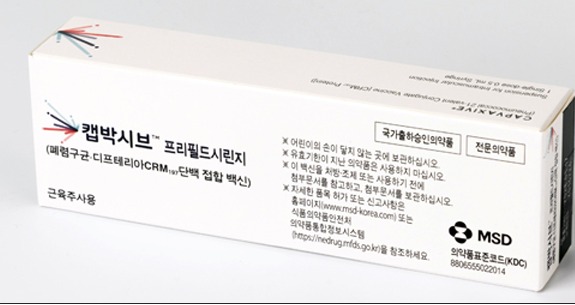 캡박시브™ 프리필드시린지
(폐렴구균-디프테리아CRM₁₉₇단백 접합 백신)
근육주사용
국가출하승인의약품
전문의약품
※ 어린이의 손이 닿지 않는 곳에 보관하십시오.
※ 유효기한이 지난 의약품은 사용하지 마십시오.
※ 이 백신을 처방·조제 또는 사용하기 전에
첨부문서를 참고하고, 첨부문서를 보관하십시오.
※ 자세한 품목 허가 또는 신고사항은
홈페이지(www.msd-korea.com) 또는
식품의약품안전처
의약품통합정보시스템
(https://nedrug.mfds.go.kr)을 참조하세요.
MSD
의약품표준코드(KDC)
8806555022014
CAPVAXIVE®
(Pneumococcal 21-valent Conjugate Vaccine (CRM₁₉₇ Protein))
Suspension for Intramuscular Injection
1 Single dose 0.5 mL Syringe